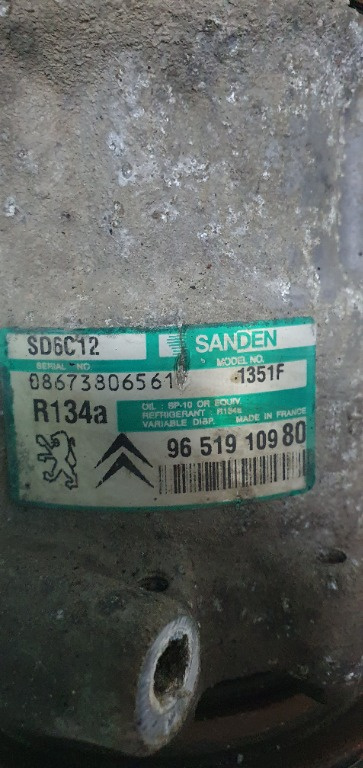 SD6C12
SANDEN
SERIAL NO
MODEL NO.
08673806561
1351F
R134a
OIL : SP-10 OR EQUIV.
REFRIGERANT : R134a
VARIABLE DISP. MADE IN FRANCE
96 519 109 80